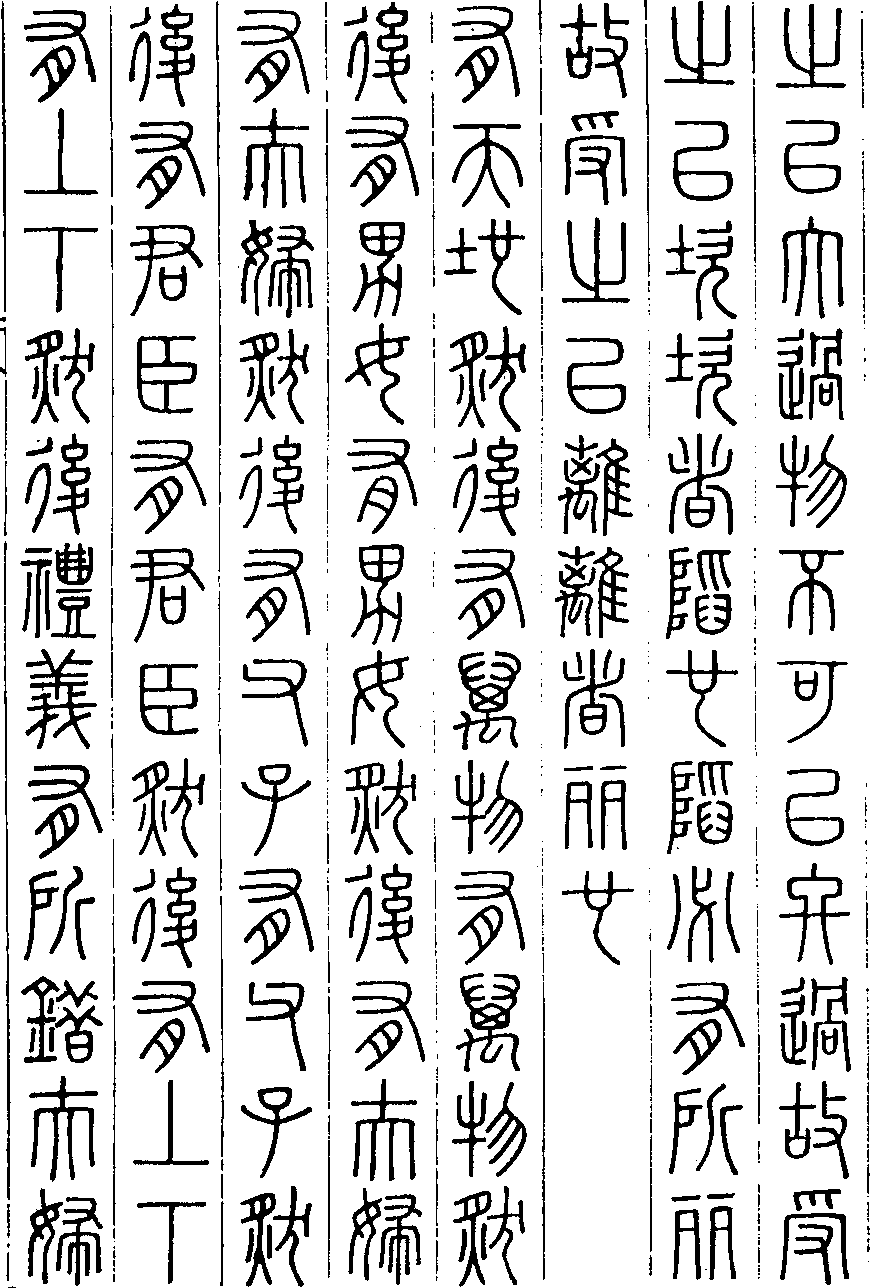 之以大過物不可以終過故受
之以坎坎者陷也陷必有所丽
故受之以離離者丽也
有天地然後有萬物有萬物然
後有男女有男女然後有夫婦
有夫婦然後有父子有父子然
後有君臣有君臣然後有上下
有上下然後禮義有所錯夫婦